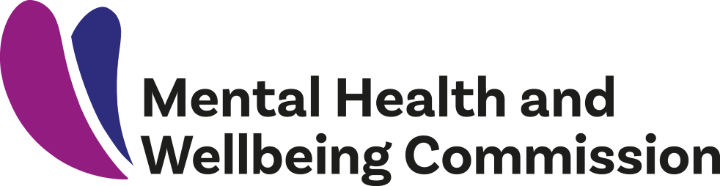 Mental Health and
Wellbeing Commission